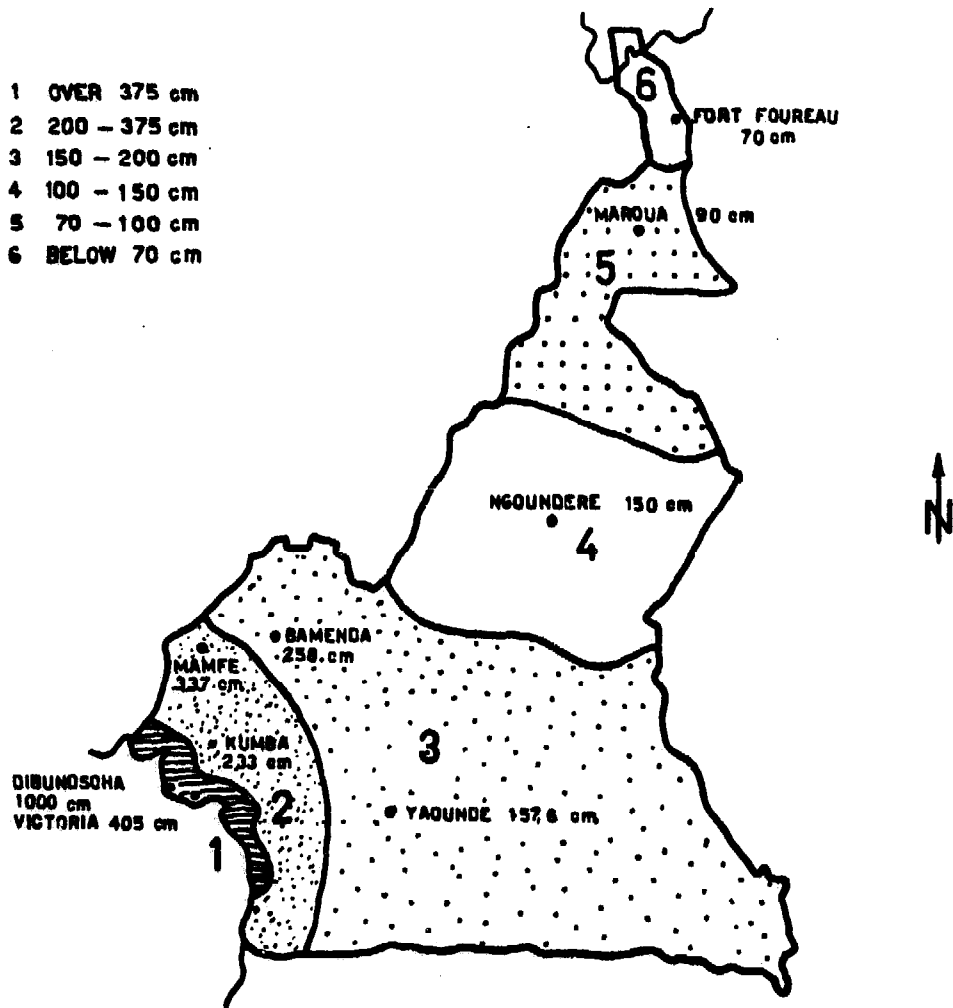 1 OVER 375 cm
2 200 - 375 cm
3 150 - 200 cm
4 100 - 150 cm
5 70 - 100 cm
6 BELOW 70 cm
6
FORT FOUREAU
70 cm
MAROUA 90 cm
5
N
NGOUNDERE 150 cm
4
BAMENDA
258. cm
MAMFE
337 cm
3
KUMBA
233 cm
DIBUNOSOHA
1000 cm
VICTORIA 405 cm
2
YAOUNDE 157,6 cm
1